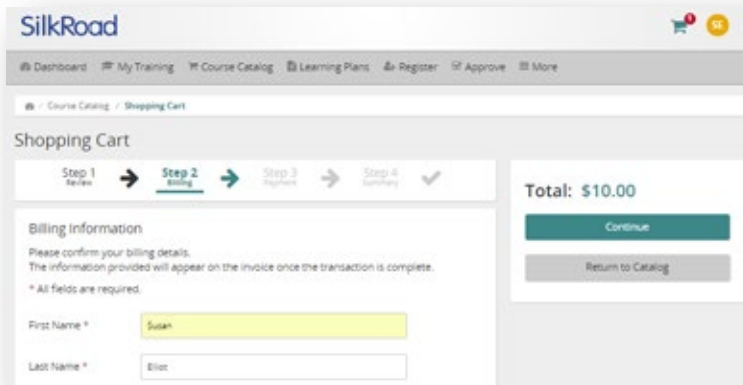 SilkRoad
SE
Dashboard My Training Course Catalog Learning Plans Register Approve More
/ Course Catalog / Shopping Cart
Shopping Cart
Step 1
Review
Step 2
Billing
Step 3
Payment
Step 4
Summary
Total: $10.00
Continue
Return to Catalog
Billing Information
Please confirm your billing details.
The information provided will appear on the invoice once the transaction is complete.
* All fields are required.
First Name * Susan
Last Name * Eliot